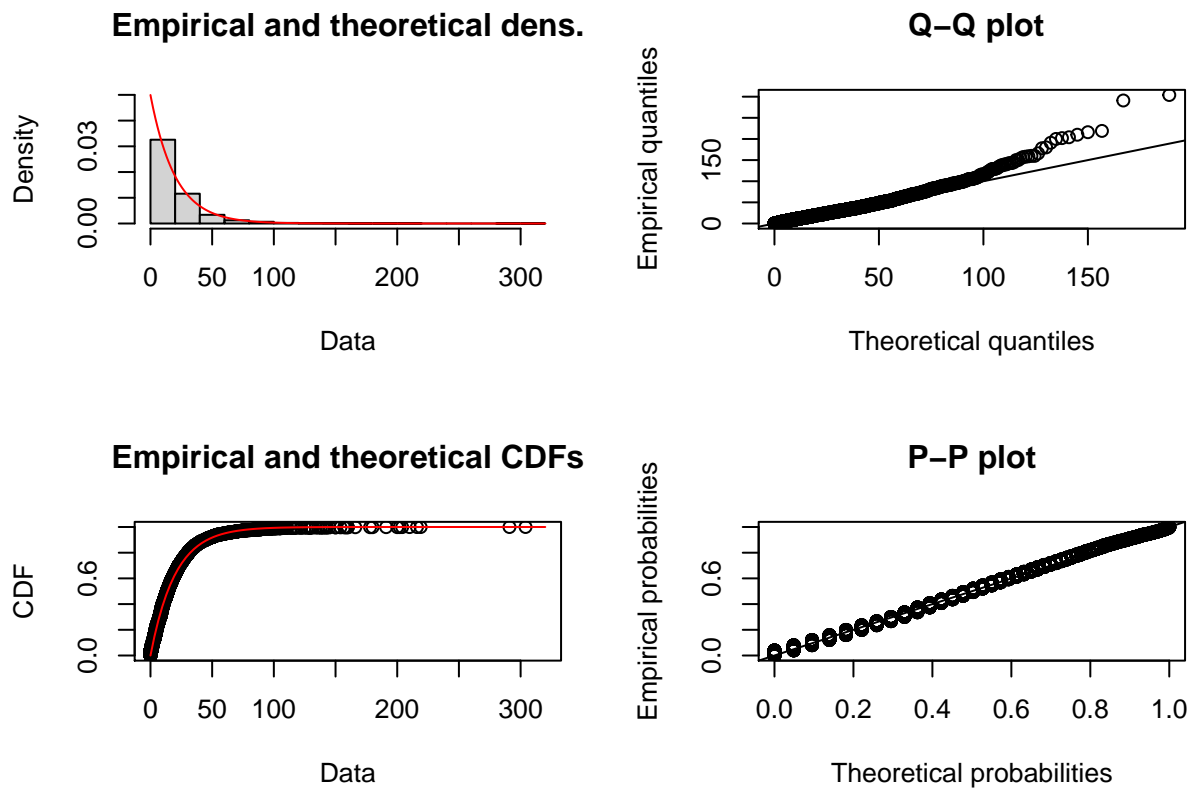 Empirical and theoretical dens.
Density
0.00 0.03
0 50 100 200 300
Data
Q−Q plot
Empirical quantiles
0 150
0 50 100 150
Theoretical quantiles
Empirical and theoretical CDFs
CDF
0.0 0.6
0 50 100 200 300
Data
P−P plot
Empirical probabilities
0.0 0.6
0.0 0.2 0.4 0.6 0.8 1.0
Theoretical probabilities